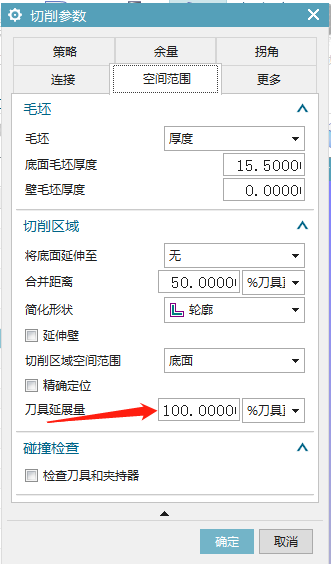 切削参数
策略 余量 拐角
连接 空间范围 更多
毛坯
毛坯 厚度
底面毛坯厚度 15.5000
壁毛坯厚度 0.0000
切削区域
将底面延伸至 无
合并距离 50.0000 %刀具
简化形状 轮廓
延伸壁
切削区域空间范围 底面
精确定位
刀具延展量 100.0000 %刀具
碰撞检查
检查刀具和夹持器
确定 取消